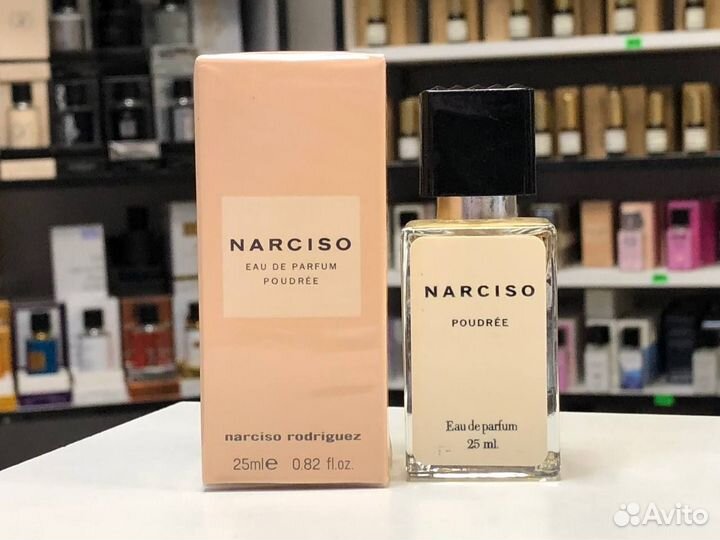 NARCISO
EAU DE PARFUM
POUDRÉE
narciso rodriguez
25ml℮ 0.82 fl.oz.
NARCISO
POUDRÉE
Eau de parfum
25 ml.
Avito